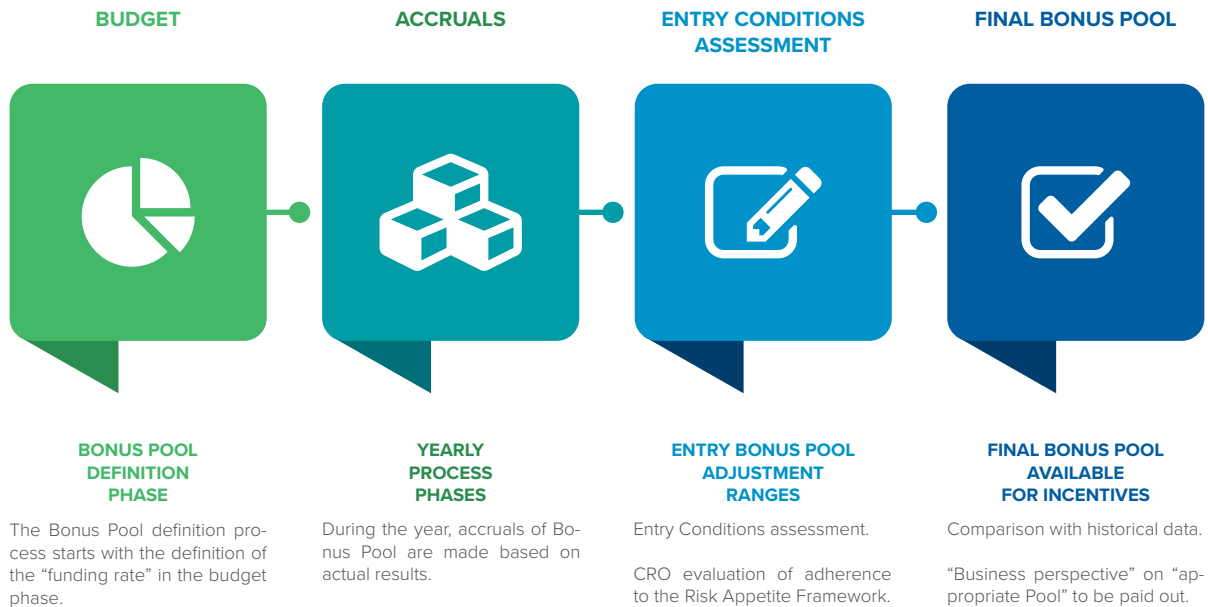 BUDGET
ACCRUALS
ENTRY CONDITIONS
ASSESSMENT
FINAL BONUS POOL
BONUS POOL
DEFINITION
PHASE
The Bonus Pool definition pro-
cess starts with the definition of
the “funding rate” in the budget
phase.
YEARLY
PROCESS
PHASES
During the year, accruals of Bo-
nus Pool are made based on
actual results.
ENTRY BONUS POOL
ADJUSTMENT
RANGES
Entry Conditions assessment.
CRO evaluation of adherence
to the Risk Appetite Framework.
FINAL BONUS POOL
AVAILABLE
FOR INCENTIVES
Comparison with historical data.
“Business perspective” on “ap-
propriate Pool” to be paid out.